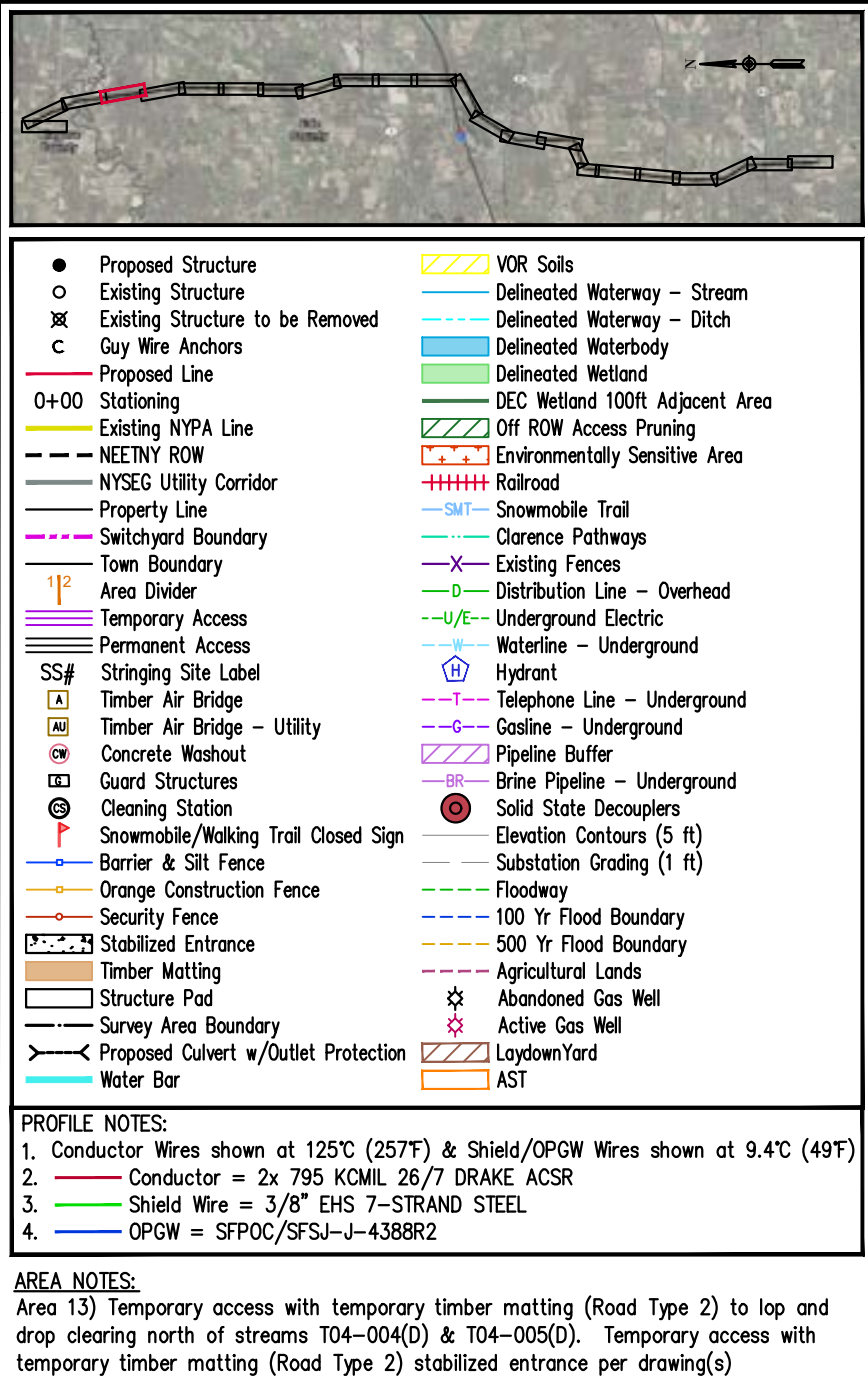 N
● Proposed Structure
Existing Structure
Existing Structure to be Removed
C Guy Wire Anchors
Proposed Line
0+00 Stationing
Existing NYPA Line
NEETNY ROW
NYSEG Utility Corridor
Property Line
Switchyard Boundary
Town Boundary
1 2 Area Divider
Temporary Access
Permanent Access
SS# Stringing Site Label
A Timber Air Bridge
AU Timber Air Bridge – Utility
CW Concrete Washout
G Guard Structures
CS Cleaning Station
Snowmobile/Walking Trail Closed Sign
Barrier & Silt Fence
Orange Construction Fence
Security Fence
Stabilized Entrance
Timber Matting
Structure Pad
Survey Area Boundary
Proposed Culvert w/Outlet Protection
Water Bar
VOR Soils
Delineated Waterway – Stream
Delineated Waterway – Ditch
Delineated Waterbody
Delineated Wetland
DEC Wetland 100ft Adjacent Area
Off ROW Access Pruning
Environmentally Sensitive Area
Railroad
SMT Snowmobile Trail
Clarence Pathways
X Existing Fences
D Distribution Line – Overhead
U/E Underground Electric
W Waterline – Underground
H Hydrant
T Telephone Line – Underground
G Gasline – Underground
Pipeline Buffer
BR Brine Pipeline – Underground
Solid State Decouplers
Elevation Contours (5 ft)
Substation Grading (1 ft)
Floodway
100 Yr Flood Boundary
500 Yr Flood Boundary
Agricultural Lands
Abandoned Gas Well
Active Gas Well
LaydownYard
AST
PROFILE NOTES:
1. Conductor Wires shown at 125°C (257°F) & Shield/OPGW Wires shown at 9.4°C (49°F)
2. Conductor = 2x 795 KCMIL 26/7 DRAKE ACSR
3. Shield Wire = 3/8" EHS 7–STRAND STEEL
4. OPGW = SFPOC/SFSJ–J–4388R2
AREA NOTES:
Area 13) Temporary access with temporary timber matting (Road Type 2) to lop and
drop clearing north of streams T04–004(D) & T04–005(D). Temporary access with
temporary timber matting (Road Type 2) stabilized entrance per drawing(s)